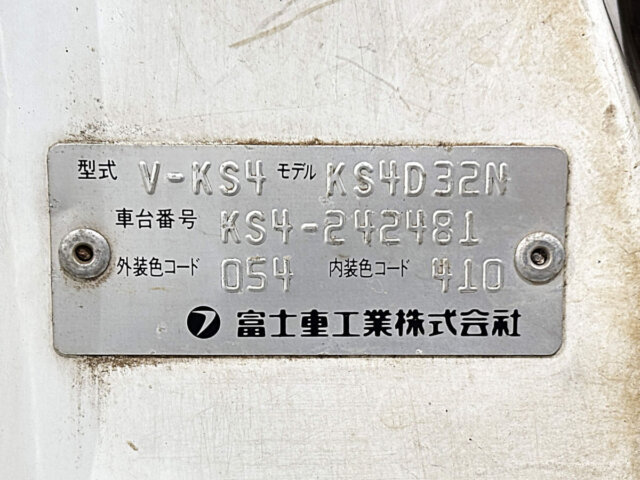 型式 V-KS4 モデル KS4D32N
車台番号 KS4-242481
外装色コード 054 内装色コード 410
富士重工業株式会社